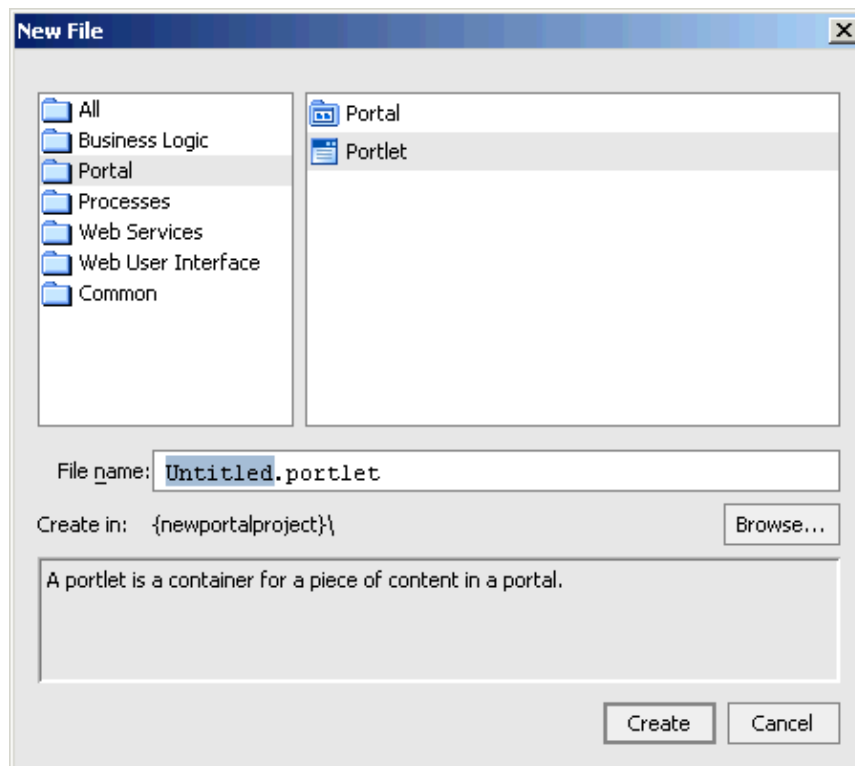 New File
All
Business Logic
Portal
Processes
Web Services
Web User Interface
Common
Portal
Portlet
File name: Untitled.portlet
Create in: {newportalproject}\
Browse...
A portlet is a container for a piece of content in a portal.
Create
Cancel